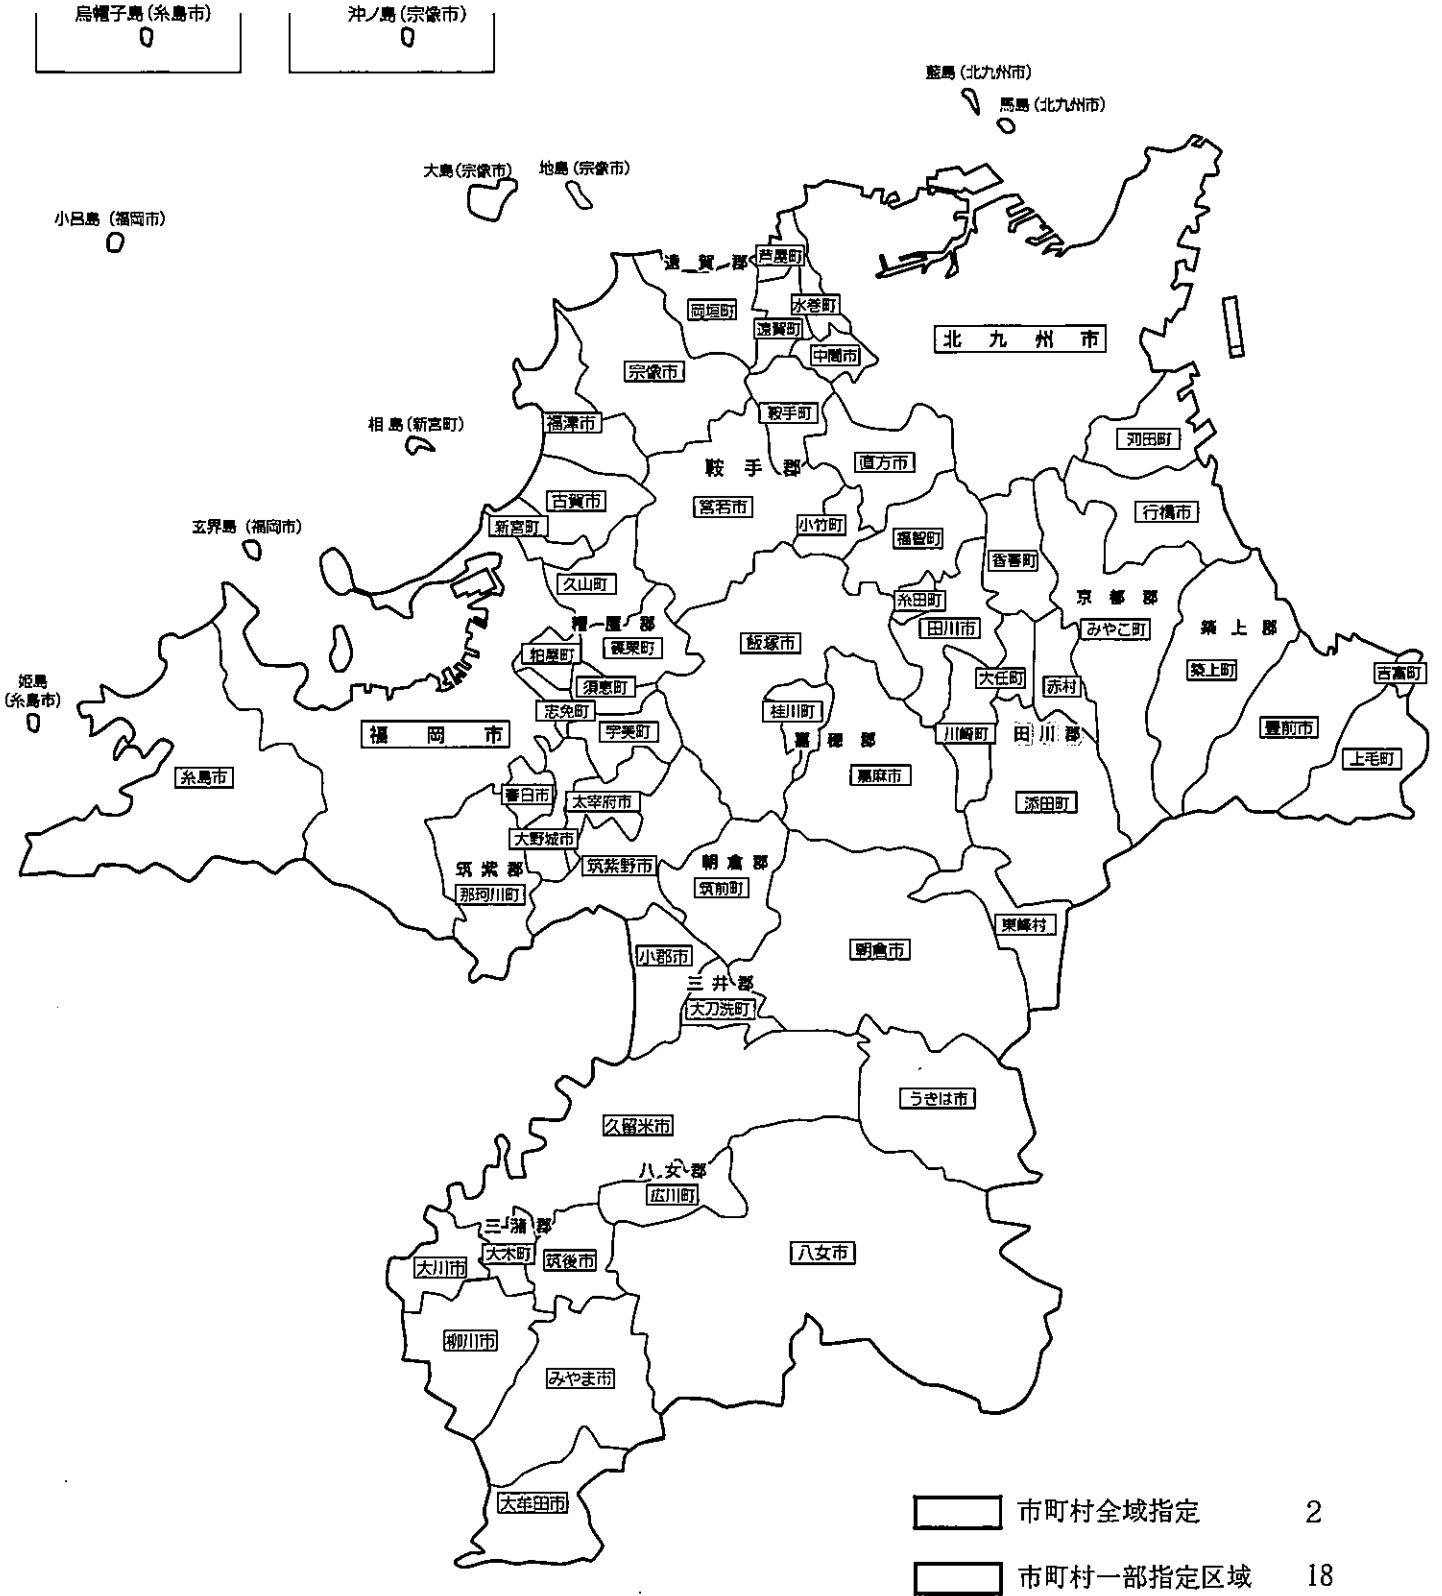 烏帽子島(糸島市)
沖ノ島(宗像市)
藍島(北九州市)
馬島(北九州市)
大島(宗像市)
地島(宗像市)
小呂島(福岡市)
遠賀郡
芦屋町
岡垣町
水巻町
遠賀町
中間市
北九州市
宗像市
鞍手町
福津市
相島(新宮町)
苅田町
鞍手郡
直方市
古賀市
宮若市
行橋市
新宮町
小竹町
玄界島(福岡市)
福智町
香春町
久山町
糸田町
京都郡
糟屋郡
田川市
みやこ町
築上郡
飯塚市
粕屋町
篠栗町
築上町
吉富町
須恵町
大任町
赤村
姫島
(糸島市)
志免町
桂川町
福岡市
宇美町
川崎町
田川郡
豊前市
嘉穂郡
上毛町
糸島市
嘉麻市
春日市
太宰府市
添田町
大野城市
筑紫郡
筑紫野市
朝倉郡
那珂川町
筑前町
東峰村
小郡市
朝倉市
三井郡
大刀洗町
うきは市
久留米市
八女郡
広川町
三潴郡
大木町
筑後市
八女市
大川市
柳川市
みやま市
大牟田市
市町村全域指定 2
市町村一部指定区域 18